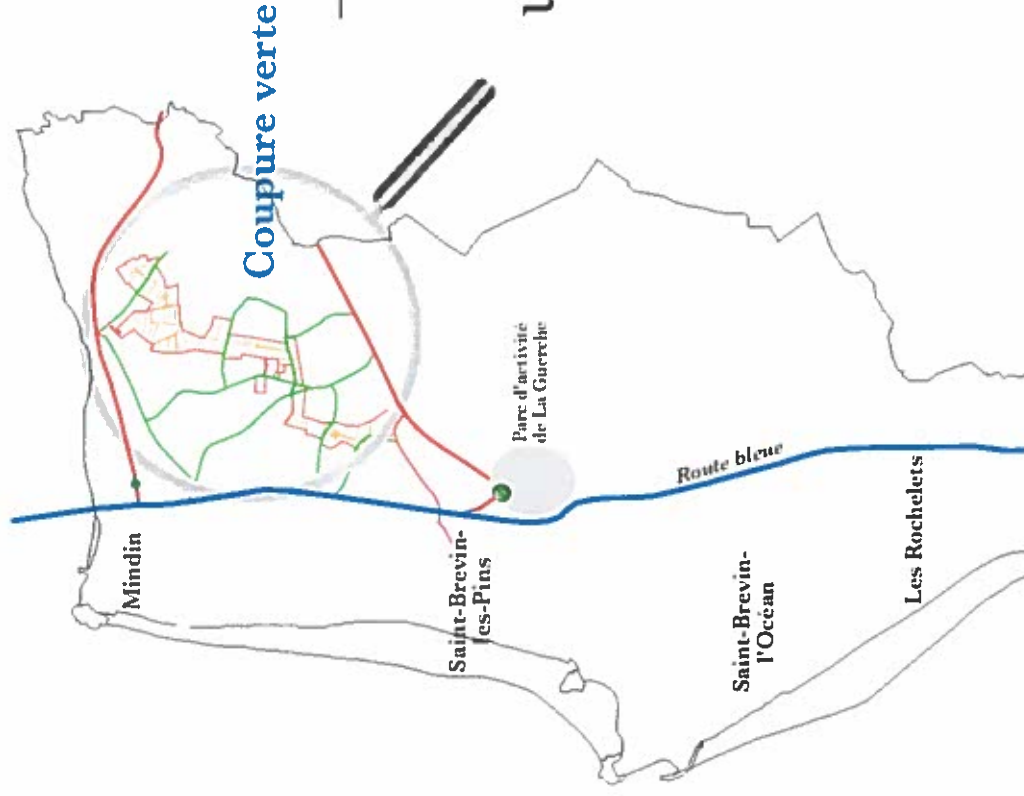 Coupure verte
Parc d'activité
de La Guerche
Route bleue
Mindin
Saint-Brevin-
les-Pins
Saint-Brevin-
l'Océan
Les Rochelets